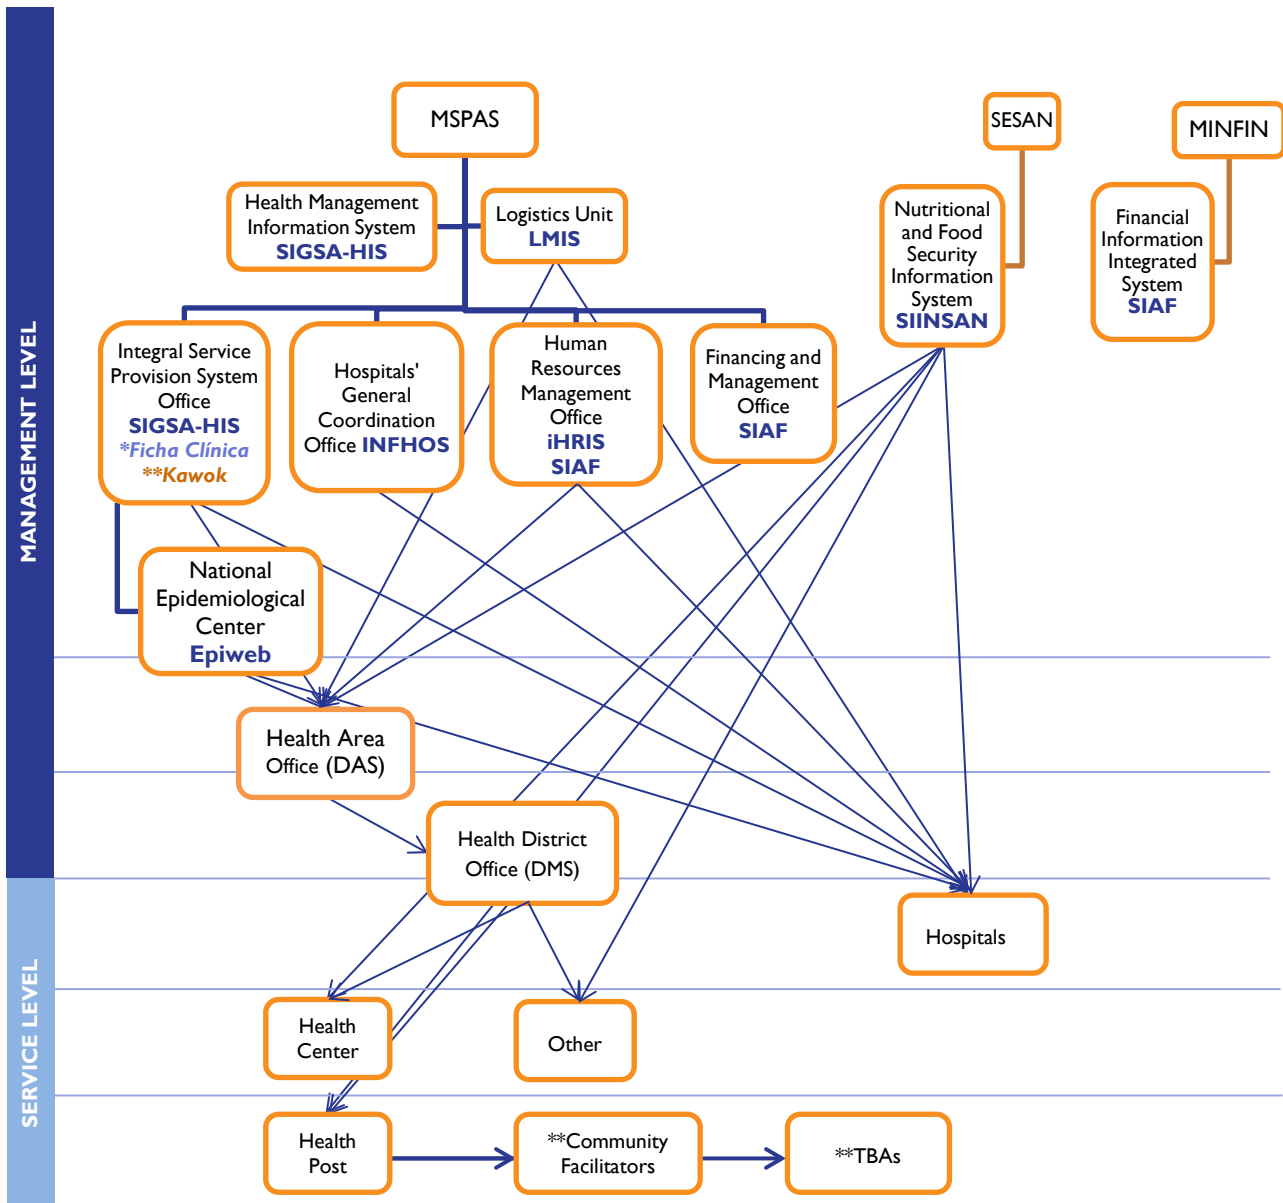 MANAGEMENT LEVEL
SERVICE LEVEL
MSPAS
SESAN
MINFIN
Health Management
Information System
SIGSA-HIS
Logistics Unit
LMIS
Nutritional
and Food
Security
Information
System
SIINSAN
Financial
Information
Integrated
System
SIAF
Integral Service
Provision System
Office
SIGSA-HIS
*Ficha Clínica
**Kawok
Hospitals'
General
Coordination
Office INFHOS
Human
Resources
Management
Office
iHRIS
SIAF
Financing and
Management
Office
SIAF
National
Epidemiological
Center
Epiweb
Health Area
Office (DAS)
Health District
Office (DMS)
Hospitals
Health
Center
Other
Health
Post
**Community
Facilitators
**TBAs